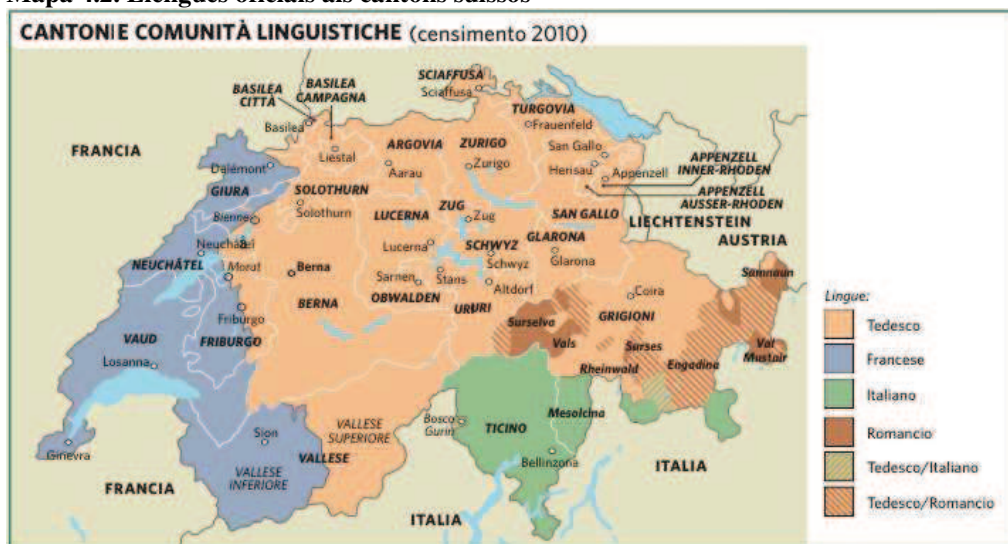 Mapa 4.2. Llengües oficials als cantons suïssos
CANTONI E COMUNITÀ LINGUISTICHE (censimento 2010)
SCIAFFUSA
Sciaffusa
BASILEA
CITTÀ
BASILEA
CAMPAGNA
Basilea
Liestal
TURGOVIA
Frauenfeld
ARGOVIA
Aarau
ZURIGO
Zurigo
San Gallo
Herisau
Appenzell
APPENZELL
INNER-RHODEN
APPENZELL
AUSSER-RHODEN
FRANCIA
Delémont
GIURA
SOLOTHURN
Solothurn
Bienne
LUCERNA
Lucerna
ZUG
Zug
SAN GALLO
LIECHTENSTEIN
AUSTRIA
SCHWYZ
Schwyz
GLARONA
Glarona
Neuchâtel
NEUCHÂTEL
Morat
Berna
BERNA
Sarnen
Stans
OBWALDEN
Altdorf
URI
URI
Coira
GRIGIONI
Samnaun
Friburgo
FRIBURGO
VAUD
Losanna
Surselva
Vals
Rheinwald
Surses
Engadina
Val
Mustair
Ginevra
Sion
VALLESE
SUPERIORE
VALLESE
VALLESE
INFERIORE
Bosco
Gurin
TICINO
Mesolcina
Bellinzona
FRANCIA
ITALIA
ITALIA
Lingue:
Tedesco
Francese
Italiano
Romancio
Tedesco/Italiano
Tedesco/Romancio